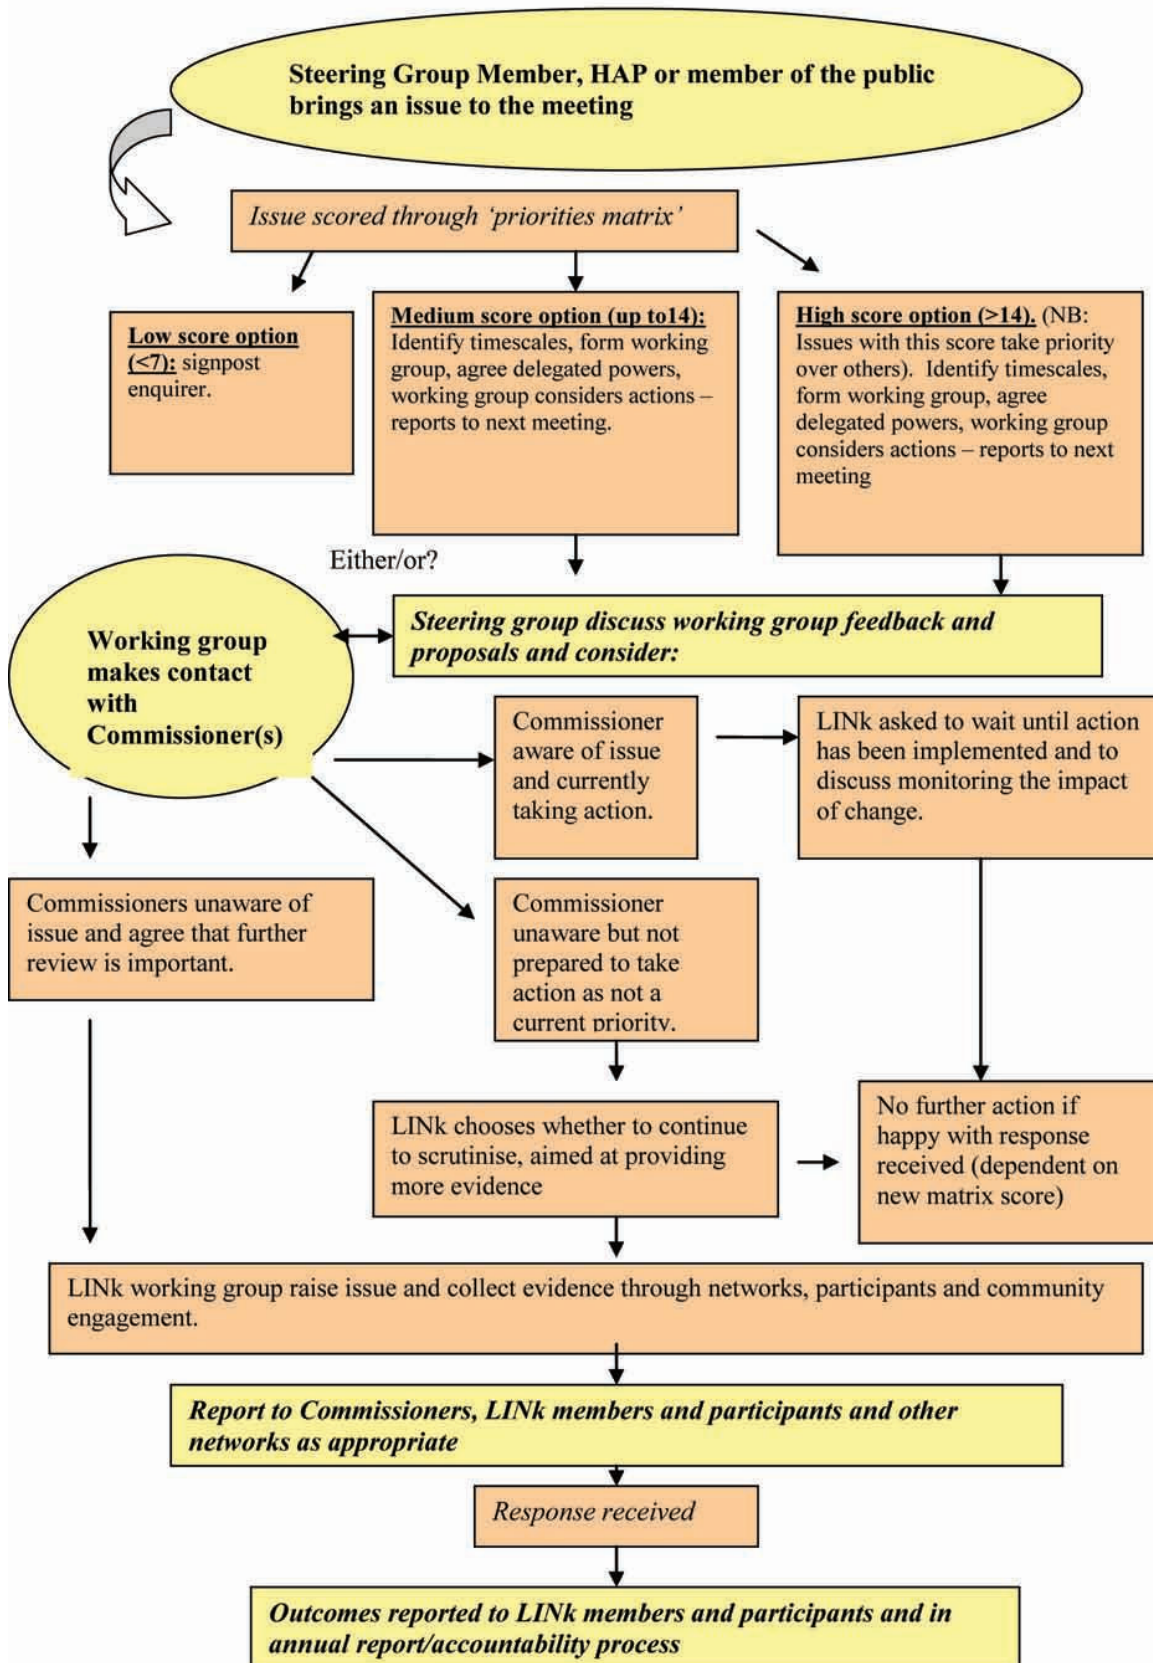 Steering Group Member, HAP or member of the public
brings an issue to the meeting
Issue scored through ‘priorities matrix’
Low score option
(<7): signpost
enquirer.
Medium score option (up to14):
Identify timescales, form working
group, agree delegated powers,
working group considers actions –
reports to next meeting.
High score option (>14). (NB:
Issues with this score take priority
over others). Identify timescales,
form working group, agree
delegated powers, working group
considers actions – reports to next
meeting
Either/or?
Working group
makes contact
with
Commissioner(s)
Steering group discuss working group feedback and
proposals and consider:
Commissioner
aware of issue
and currently
taking action.
LINk asked to wait until action
has been implemented and to
discuss monitoring the impact
of change.
Commissioners unaware of
issue and agree that further
review is important.
Commissioner
unaware but not
prepared to take
action as not a
current priority.
LINk chooses whether to continue
to scrutinise, aimed at providing
more evidence
No further action if
happy with response
received (dependent on
new matrix score)
LINk working group raise issue and collect evidence through networks, participants and community
engagement.
Report to Commissioners, LINk members and participants and other
networks as appropriate
Response received
Outcomes reported to LINk members and participants and in
annual report/accountability process